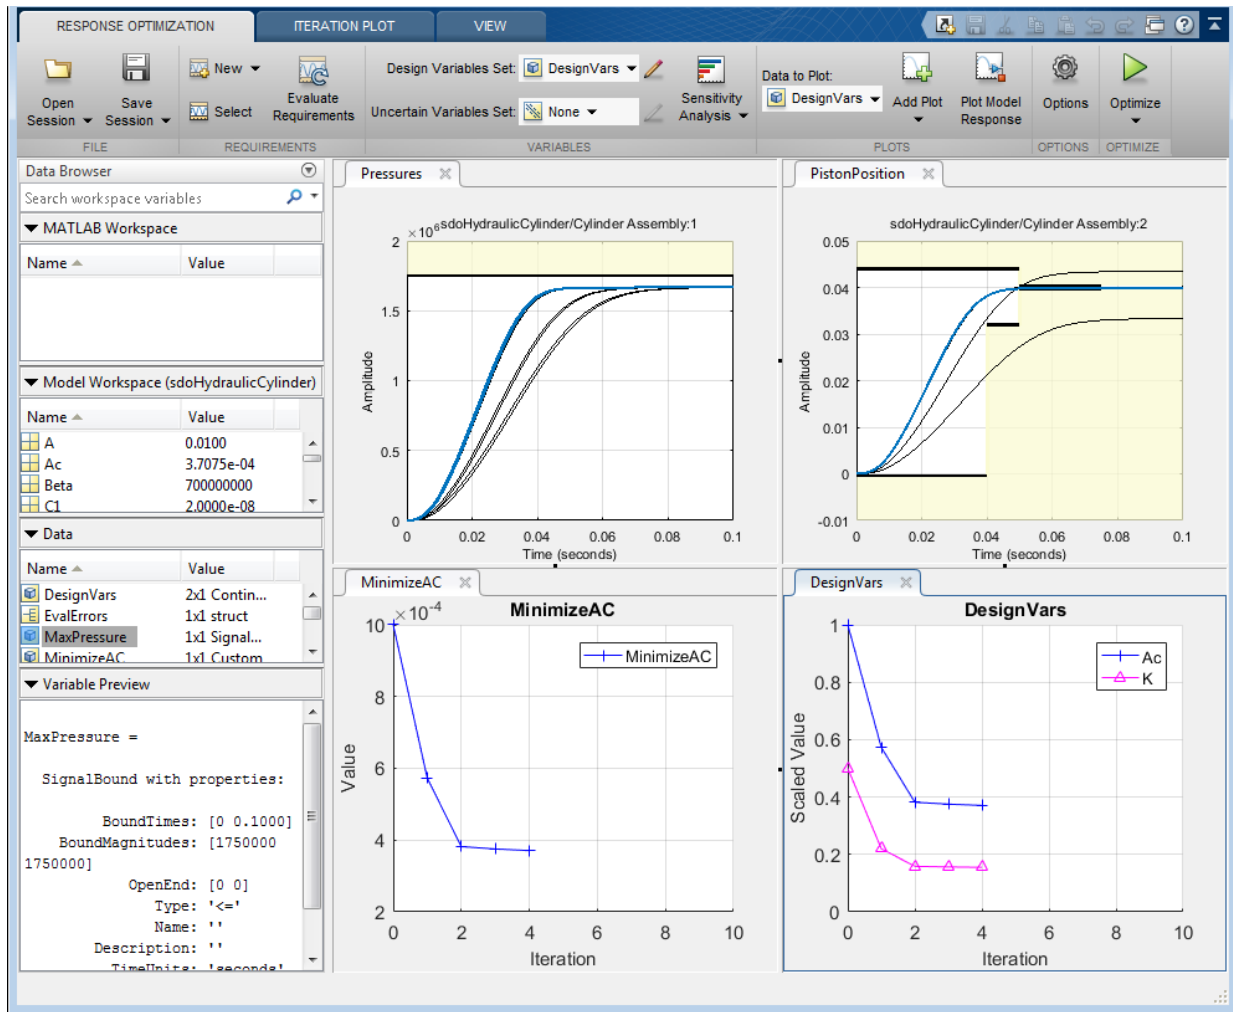 RESPONSE OPTIMIZATION ITERATION PLOT VIEW
New Design Variables Set: DesignVars Data to Plot:
Open Session Save Session Select Evaluate Requirements Uncertain Variables Set: None Sensitivity Analysis DesignVars Add Plot Plot Model Response Options Optimize
FILE REQUIREMENTS VARIABLES PLOTS OPTIONS OPTIMIZE
Data Browser
Search workspace variables
MATLAB Workspace
Name Value
Model Workspace (sdoHydraulicCylinder)
Name Value
A 0.0100
Ac 3.7075e-04
Beta 700000000
C1 2.0000e-08
Data
Name Value
DesignVars 2x1 Contin...
EvalErrors 1x1 struct
MaxPressure 1x1 Signal...
MinimizeAC 1x1 Custom
Variable Preview
MaxPressure =
SignalBound with properties:
BoundTimes: [0 0.1000]
BoundMagnitudes: [1750000
1750000]
OpenEnd: [0 0]
Type: '<='
Name: ''
Description: ''
TimeUnits: 'seconds'
Pressures
×10⁶ sdoHydraulicCylinder/Cylinder Assembly:1
2
1.5
1
0.5
0
Amplitude
0 0.02 0.04 0.06 0.08 0.1
Time (seconds)
PistonPosition
sdoHydraulicCylinder/Cylinder Assembly:2
0.05
0.04
0.03
0.02
0.01
0
-0.01
Amplitude
0 0.02 0.04 0.06 0.08 0.1
Time (seconds)
MinimizeAC
×10⁻⁴ MinimizeAC
10
8
6
4
2
Value
MinimizeAC
0 2 4 6 8 10
Iteration
DesignVars
DesignVars
1
0.8
0.6
0.4
0.2
0
Scaled Value
Ac
K
0 2 4 6 8 10
Iteration